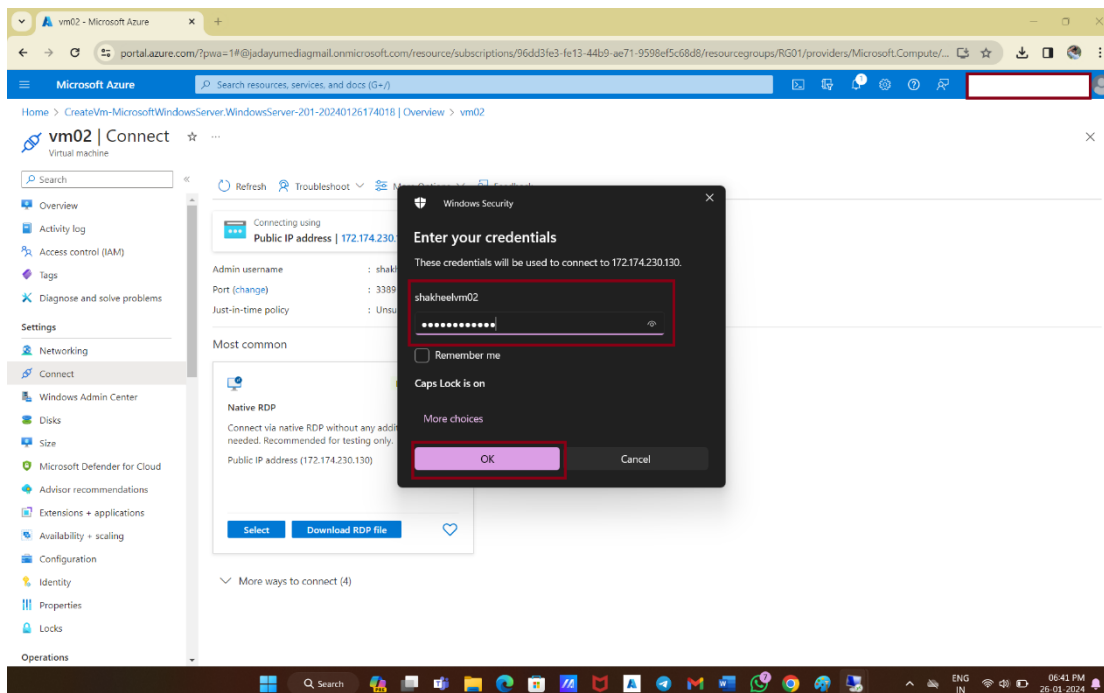 vm02 - Microsoft Azure
portal.azure.com/?pwa=1#@jadayumediagmail.onmicrosoft.com/resource/subscriptions/96dd3fe3-fe13-44b9-ae71-9598ef5c68d8/resourcegroups/RG01/providers/Microsoft.Compute/...
Microsoft Azure
Search resources, services, and docs (G+/)
1
Home > CreateVm-MicrosoftWindowsServer.WindowsServer-201-20240126174018 | Overview > vm02
vm02 | Connect
Virtual machine
Search
Overview
Activity log
Access control (IAM)
Tags
Diagnose and solve problems
Settings
Networking
Connect
Windows Admin Center
Disks
Size
Microsoft Defender for Cloud
Advisor recommendations
Extensions + applications
Availability + scaling
Configuration
Identity
Properties
Locks
Operations
Refresh
Troubleshoot
Connecting using
Public IP address | 172.174.230.
Admin username : shakh
Port (change) : 3389
Just-in-time policy : Unsu
Most common
Native RDP
Connect via native RDP without any addit
needed. Recommended for testing only.
Public IP address (172.174.230.130)
Select
Download RDP file
More ways to connect (4)
Windows Security
Enter your credentials
These credentials will be used to connect to 172.174.230.130.
shakheelvm02
••••••••••••
Remember me
Caps Lock is on
More choices
OK
Cancel
Search
ENG
IN
06:41 PM
26-01-2024